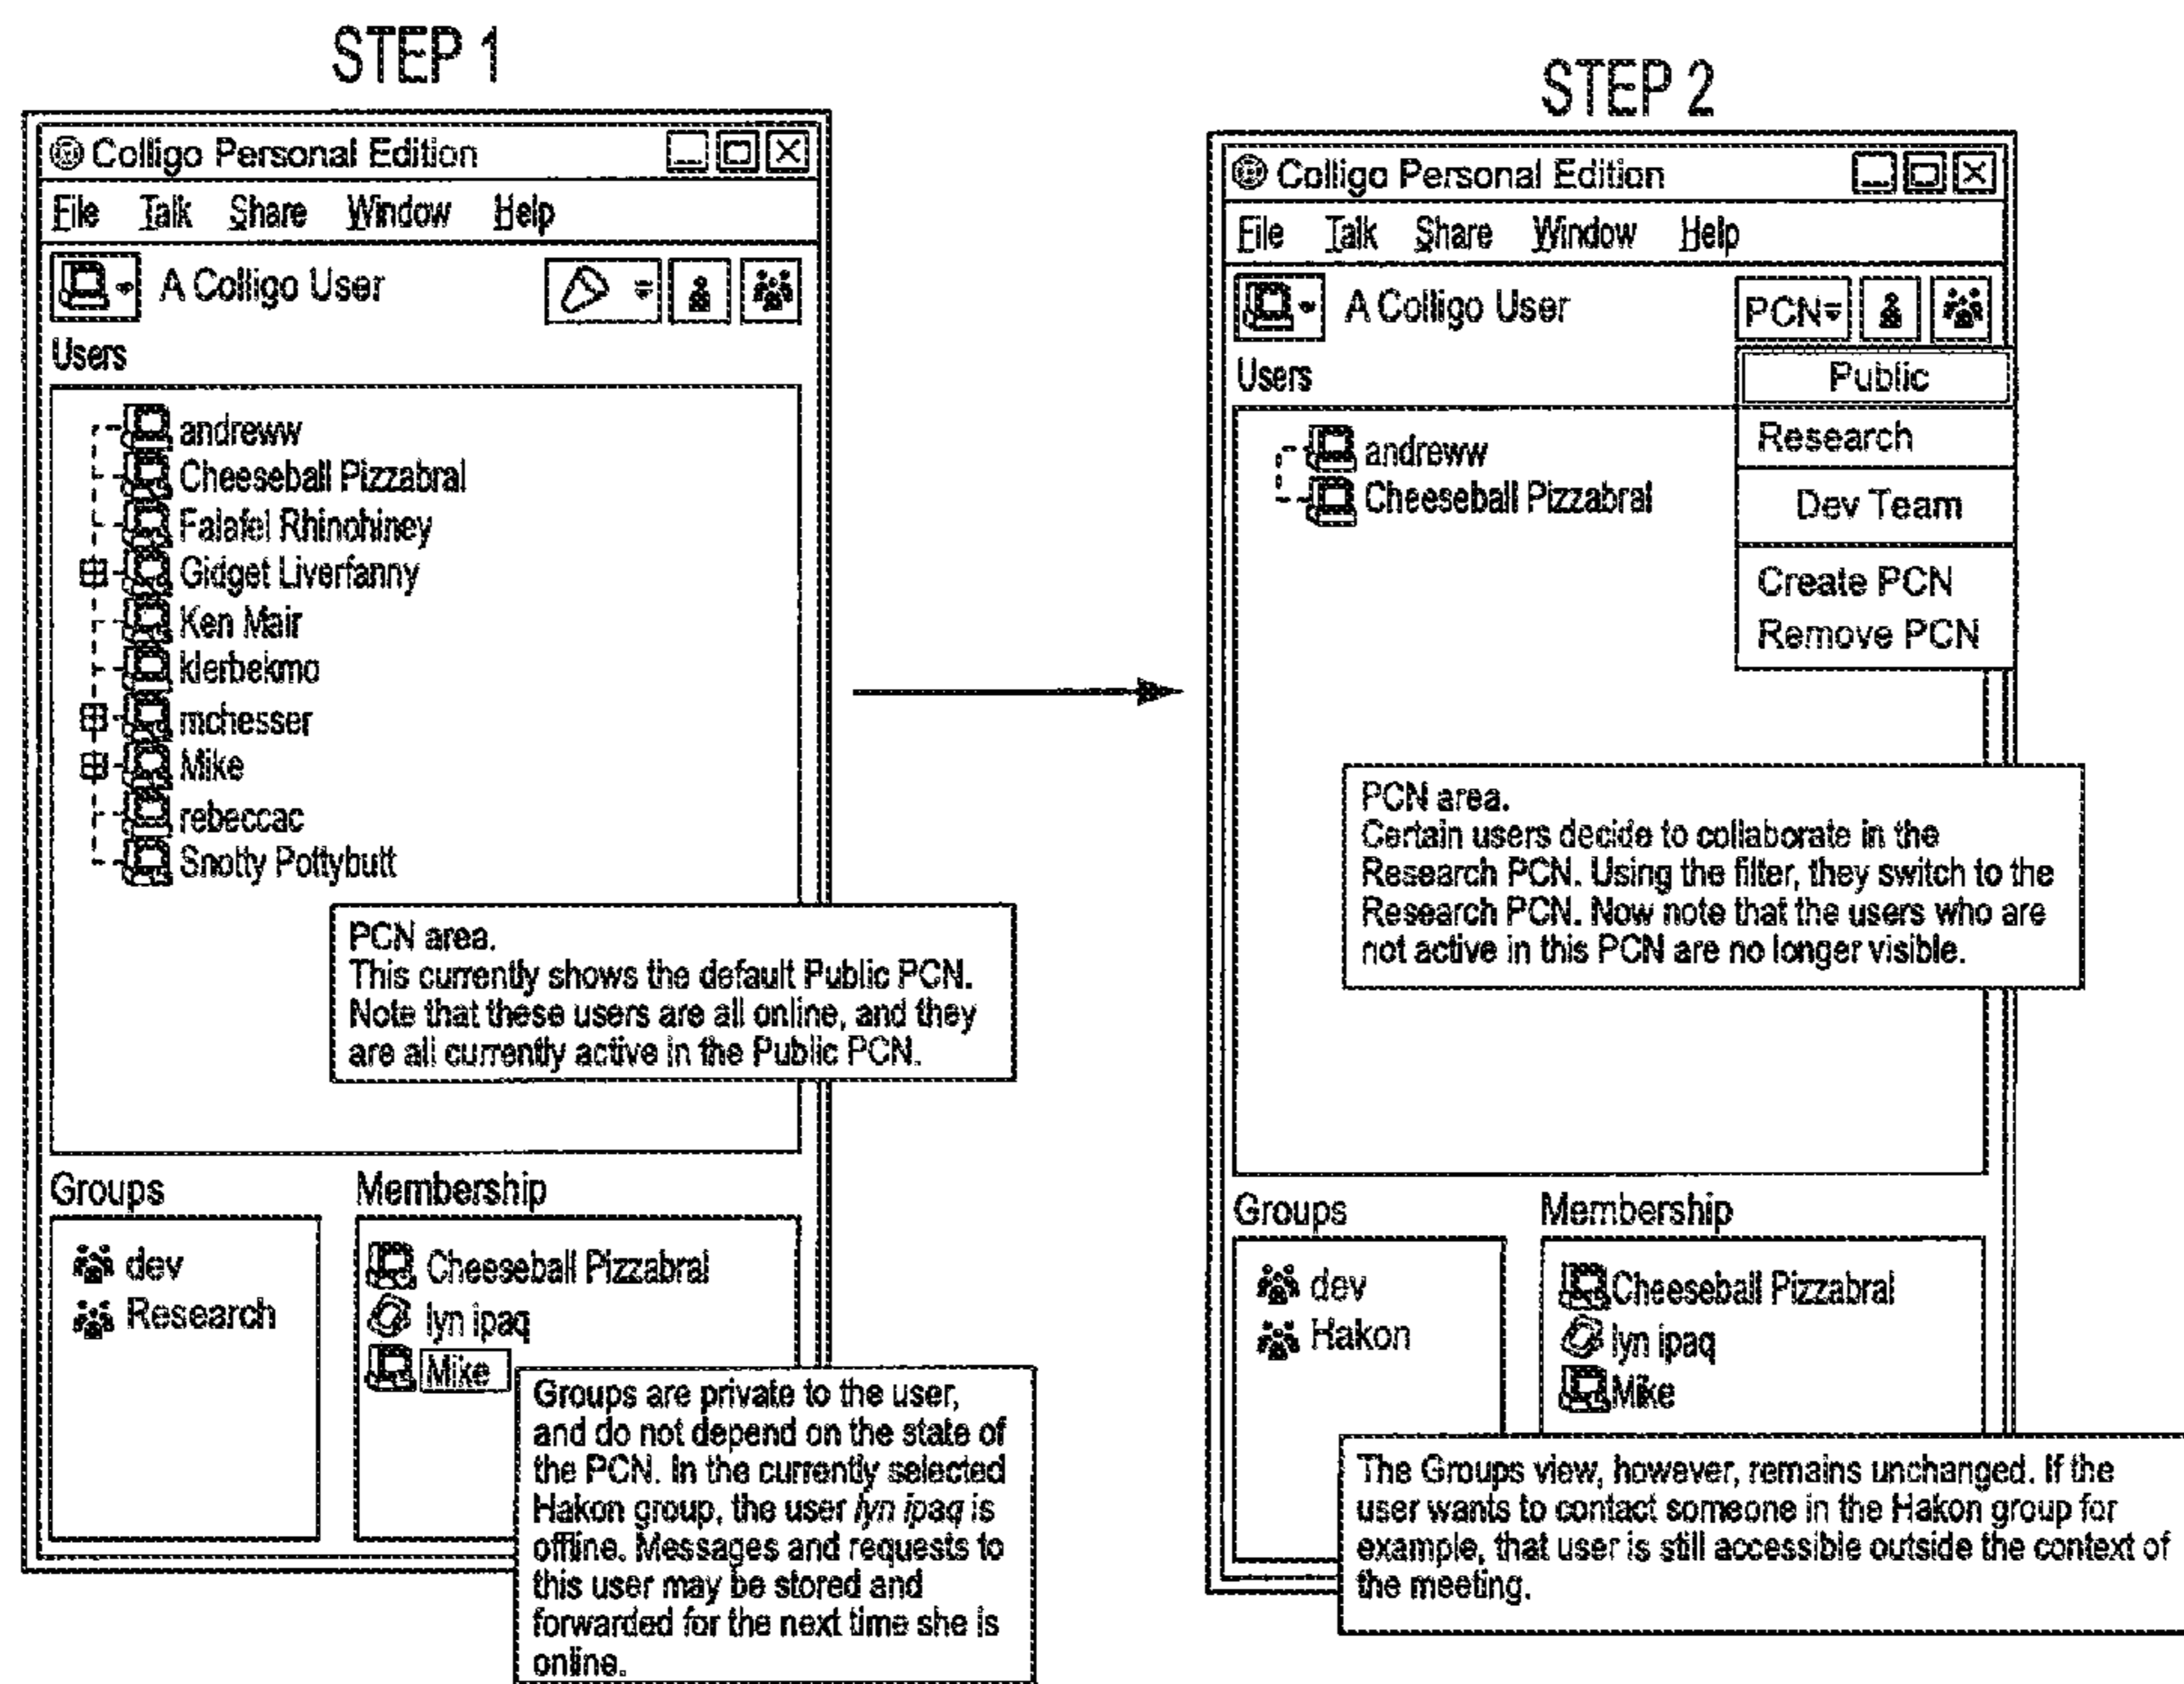 STEP 1
Colligo Personal Edition
File Talk Share Window Help
A Colligo User
Users
andreww
Cheeseball Pizzabral
Falafel Rhinohiney
Gidget Liverfanny
Ken Mair
klerbekmo
mchesser
Mike
rebeccac
Snotty Pottybutt
PCN area.
This currently shows the default Public PCN.
Note that these users are all online, and they
are all currently active in the Public PCN.
Groups
dev
Research
Membership
Cheeseball Pizzabral
lyn ipaq
Mike
Groups are private to the user,
and do not depend on the state of
the PCN. In the currently selected
Hakon group, the user lyn ipaq is
offline. Messages and requests to
this user may be stored and
forwarded for the next time she is
online.
STEP 2
Colligo Personal Edition
File Talk Share Window Help
A Colligo User
PCN
Public
Research
Dev Team
Create PCN
Remove PCN
Users
andreww
Cheeseball Pizzabral
PCN area.
Certain users decide to collaborate in the
Research PCN. Using the filter, they switch to the
Research PCN. Now note that the users who are
not active in this PCN are no longer visible.
Groups
dev
Hakon
Membership
Cheeseball Pizzabral
lyn ipaq
Mike
The Groups view, however, remains unchanged. If the
user wants to contact someone in the Hakon group for
example, that user is still accessible outside the context of
the meeting.